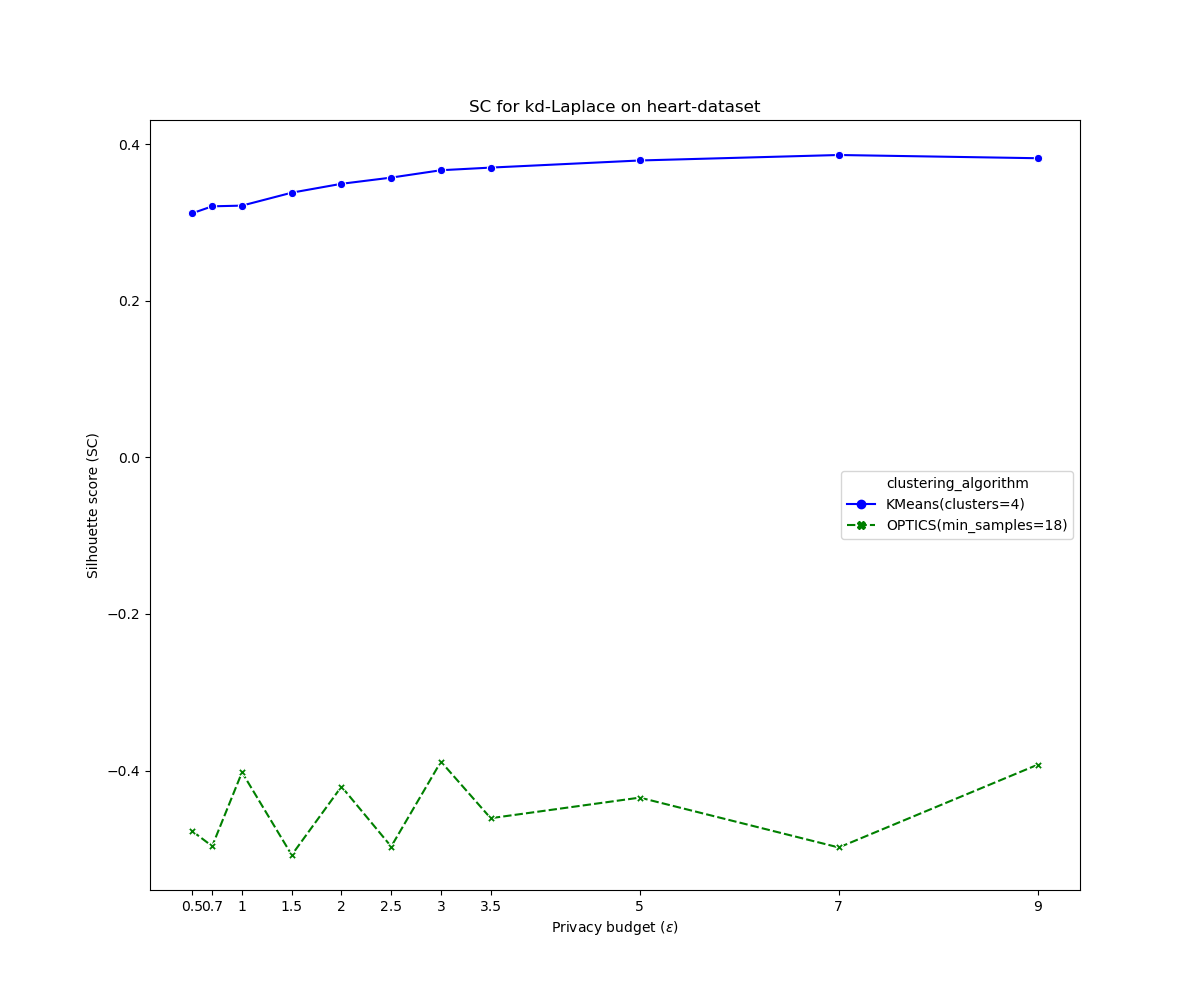 SC for kd-Laplace on heart-dataset
0.4
0.2
0.0
−0.2
−0.4
Silhouette score (SC)
clustering_algorithm
KMeans(clusters=4)
OPTICS(min_samples=18)
0.5 0.7 1 1.5 2 2.5 3 3.5 5 7 9
Privacy budget (ε)